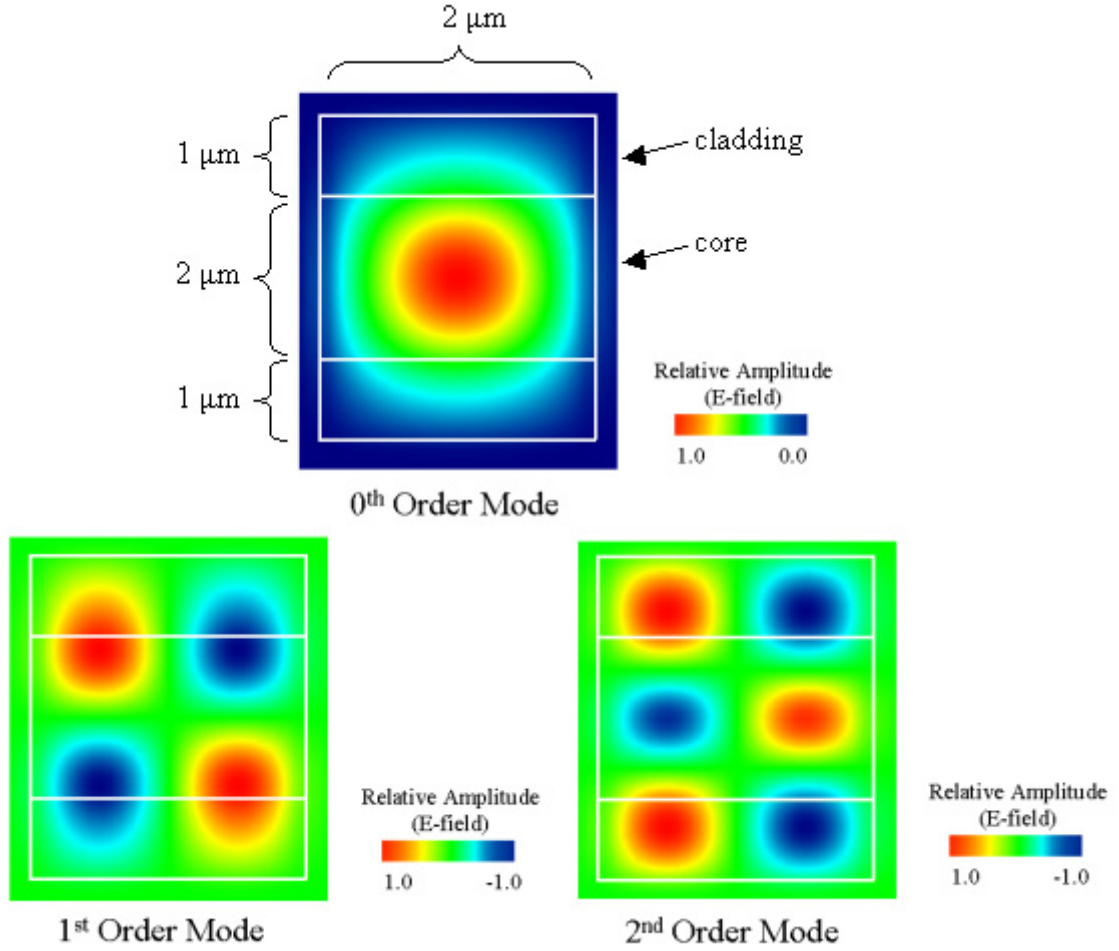 2 μm
1 μm
cladding
core
2 μm
1 μm
Relative Amplitude
(E-field)
1.0 0.0
0th Order Mode
Relative Amplitude
(E-field)
1.0 -1.0
1st Order Mode
Relative Amplitude
(E-field)
1.0 -1.0
2nd Order Mode